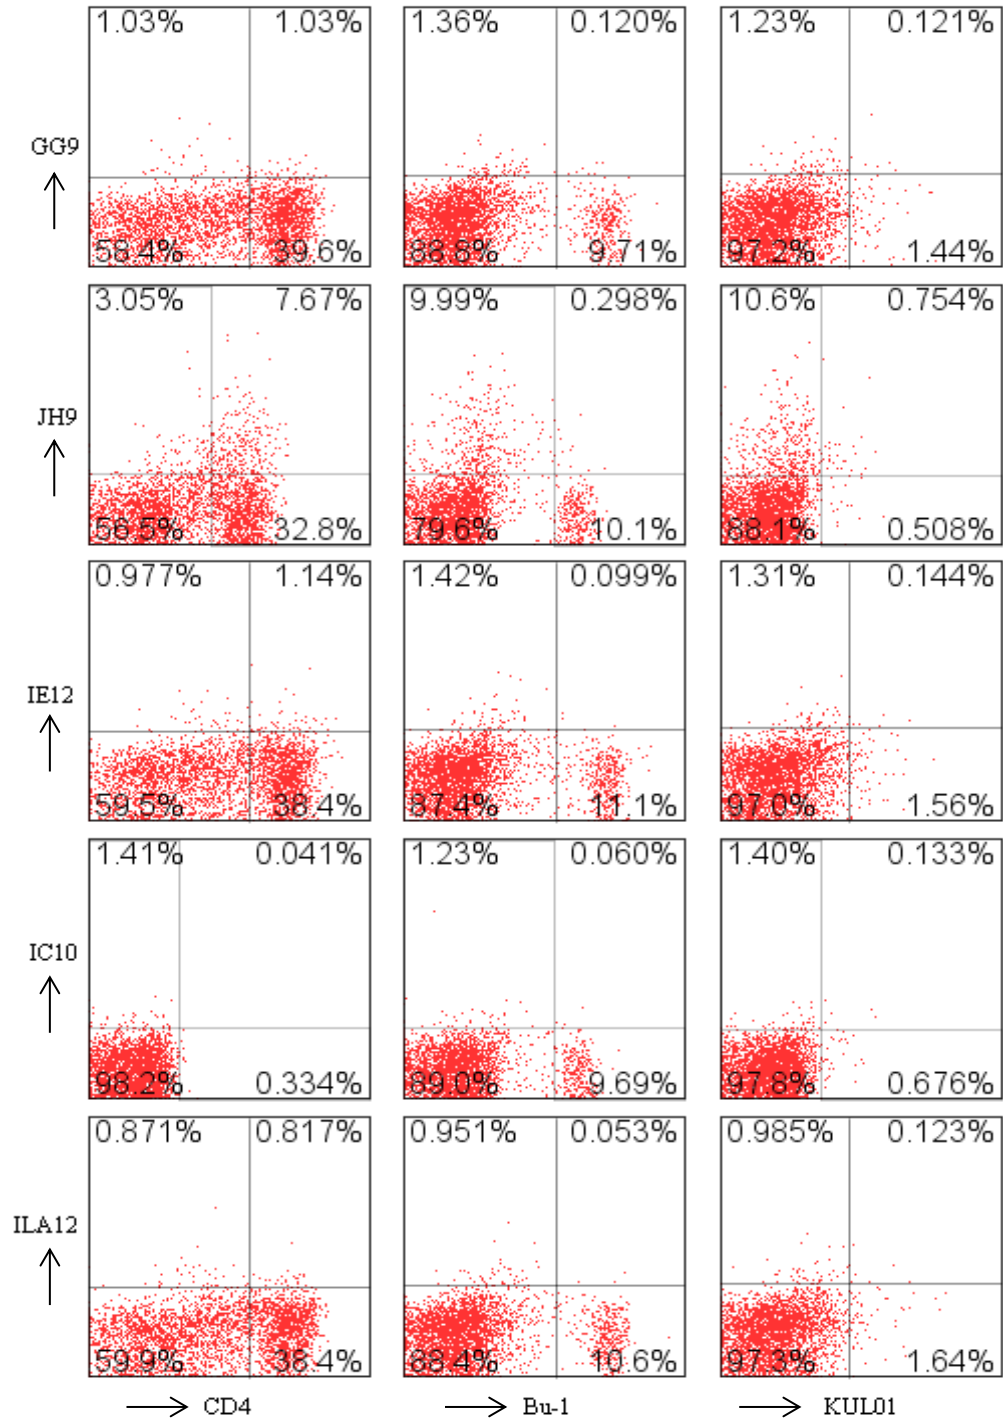 1.03% 1.03% 1.36% 0.120% 1.23% 0.121%
GG9
58.4% 39.6% 88.8% 9.71% 97.2% 1.44%
3.05% 7.67% 9.99% 0.298% 10.6% 0.754%
JH9
56.5% 32.8% 79.6% 10.1% 88.1% 0.508%
0.977% 1.14% 1.42% 0.099% 1.31% 0.144%
IE12
59.5% 38.4% 87.4% 11.1% 97.0% 1.56%
1.41% 0.041% 1.23% 0.060% 1.40% 0.133%
IC10
98.2% 0.334% 89.0% 9.69% 97.8% 0.676%
0.871% 0.817% 0.951% 0.053% 0.985% 0.123%
ILA12
59.9% 38.4% 88.4% 10.6% 97.3% 1.64%
CD4 Bu-1 KUL01